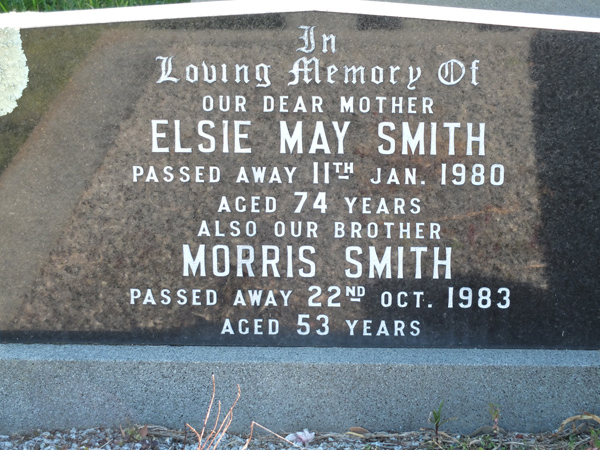 In
Loving Memory Of
OUR DEAR MOTHER
ELSIE MAY SMITH
PASSED AWAY 11TH JAN. 1980
AGED 74 YEARS
ALSO OUR BROTHER
MORRIS SMITH
PASSED AWAY 22ND OCT. 1983
AGED 53 YEARS